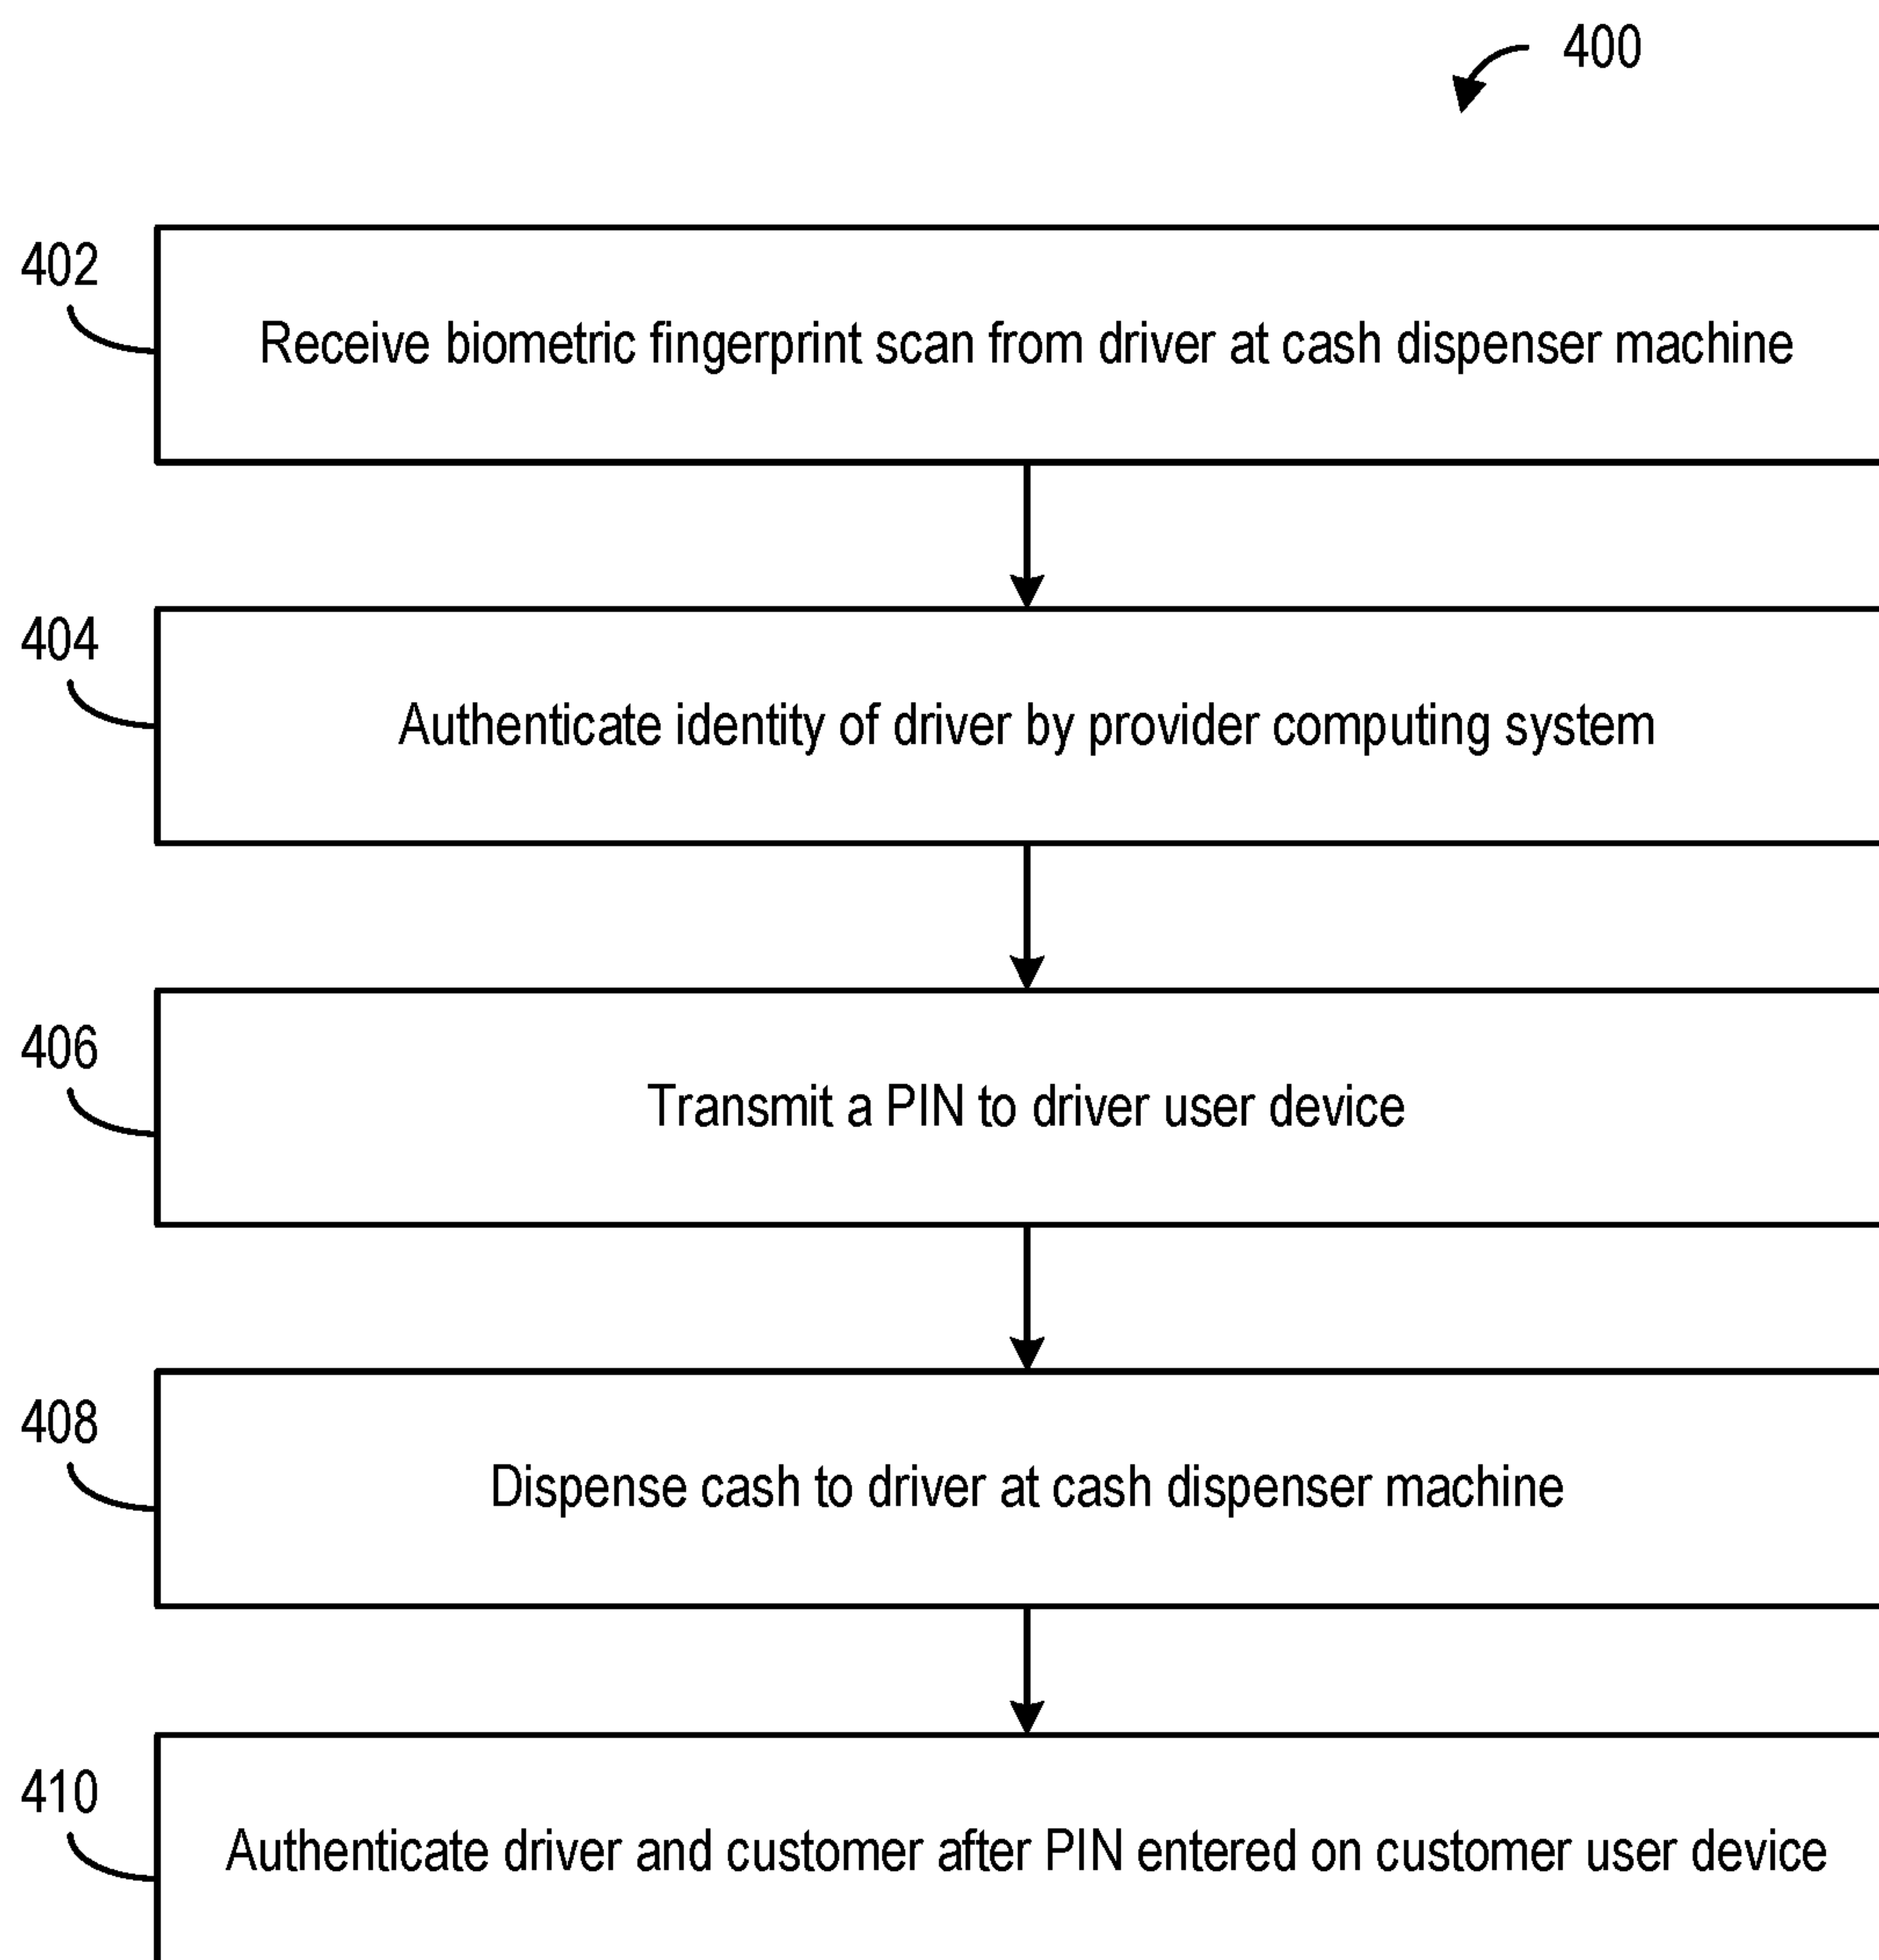 400
402
Receive biometric fingerprint scan from driver at cash dispenser machine
404
Authenticate identity of driver by provider computing system
406
Transmit a PIN to driver user device
408
Dispense cash to driver at cash dispenser machine
410
Authenticate driver and customer after PIN entered on customer user device